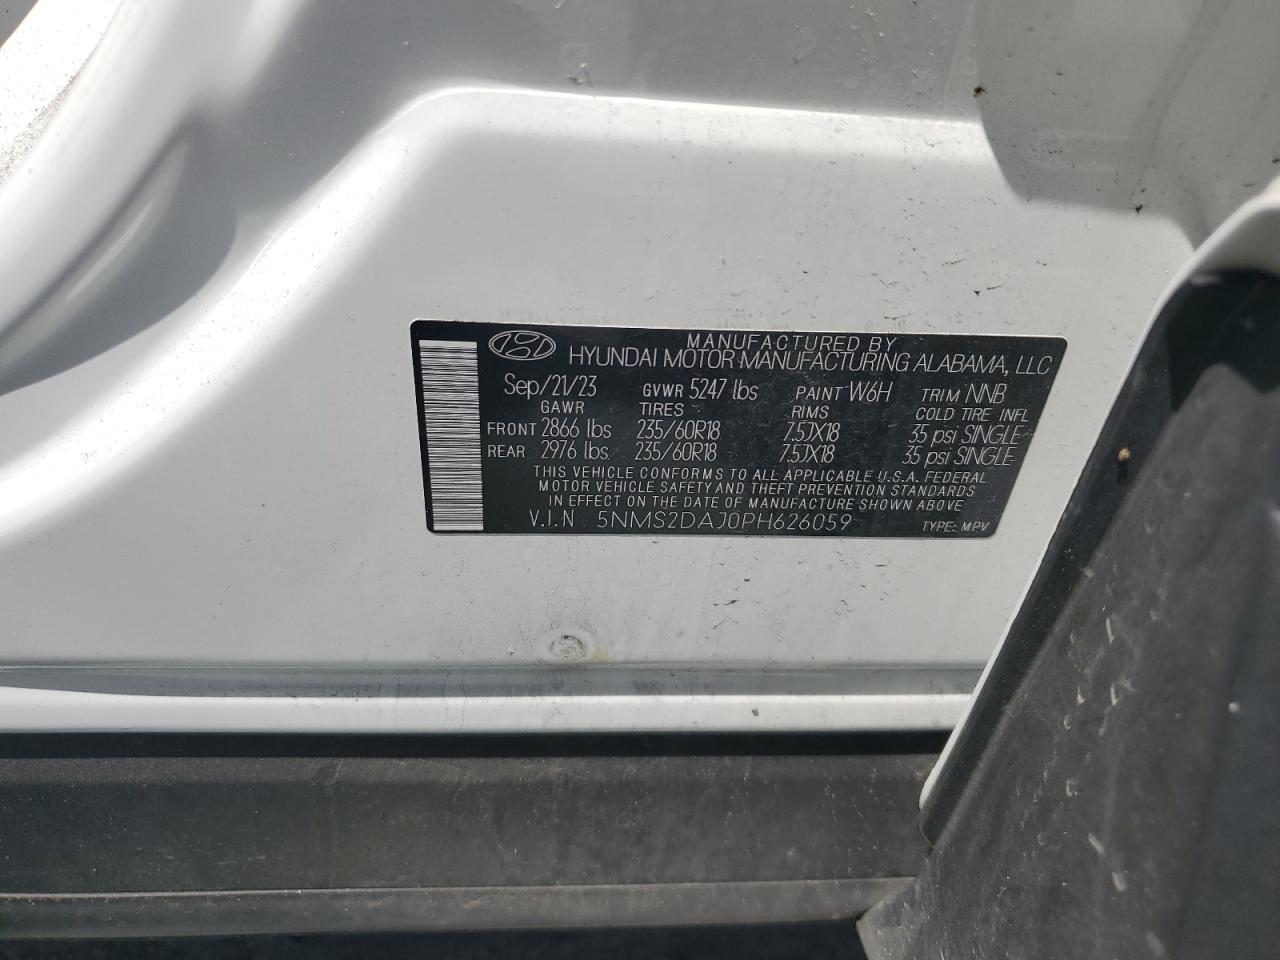 MANUFACTURED BY
HYUNDAI MOTOR MANUFACTURING ALABAMA, LLC
Sep/21/23 GVWR 5247 lbs PAINT W6H TRIM NNB
GAWR TIRES RIMS COLD TIRE INFL
FRONT 2866 lbs 235/60R18 7.5JX18 35 psi SINGLE
REAR 2976 lbs 235/60R18 7.5JX18 35 psi SINGLE
THIS VEHICLE CONFORMS TO ALL APPLICABLE U.S.A. FEDERAL
MOTOR VEHICLE SAFETY AND THEFT PREVENTION STANDARDS
IN EFFECT ON THE DATE OF MANUFACTURE SHOWN ABOVE
V.I.N 5NMS2DAJ0PH626059 TYPE: MPV